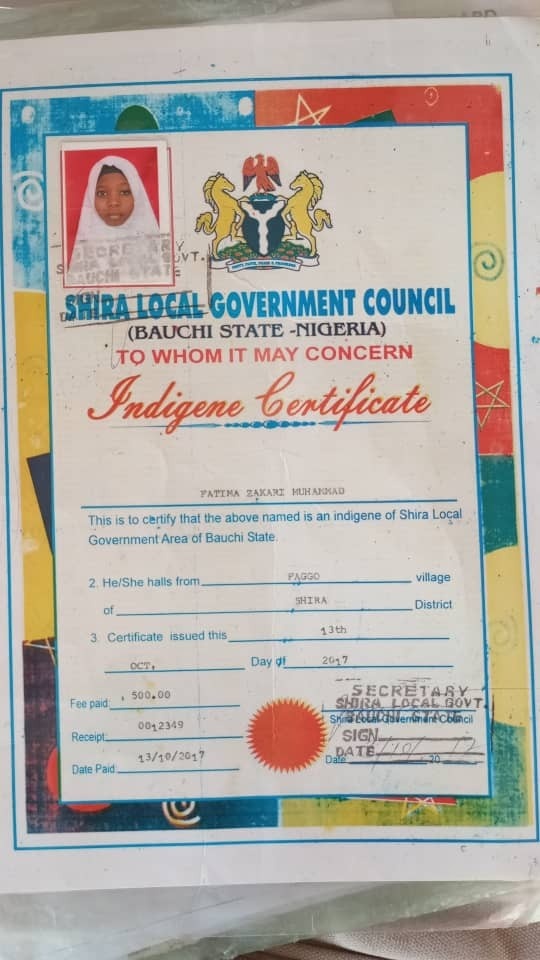 SECRETARY
SHIRA LOCAL GOVT.
BAUCHI STATE
SHIRA LOCAL GOVERNMENT COUNCIL
(BAUCHI STATE -NIGERIA)
TO WHOM IT MAY CONCERN
Indigene Certificate
FATIMA ZAKARI MUHAMMAD
This is to certify that the above named is an indigene of Shira Local
Government Area of Bauchi State.
2. He/She halls from FAGGO village
of SHIRA District
3. Certificate issued this 13th
OCT, Day of 2017
Fee paid: 500.00
Receipt: 0012349
Date Paid: 13/10/2017
SECRETARY
SHIRA LOCAL GOVT.
BAUCHI STATE
Shira Local Government Council
SIGN
DATE
Date 20